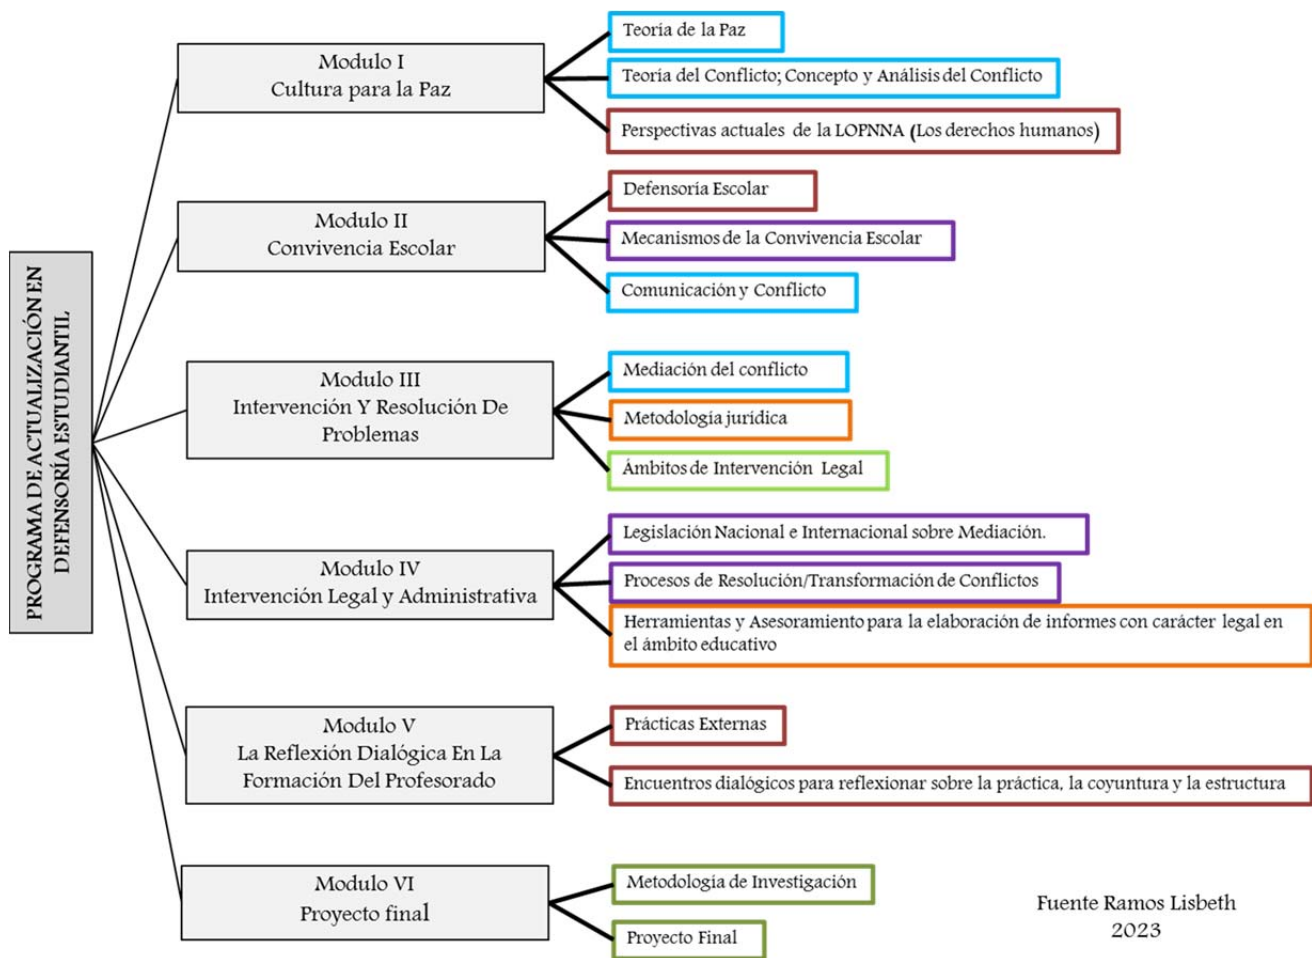 PROGRAMA DE ACTUALIZACIÓN EN
DEFENSORÍA ESTUDIANTIL
Modulo I
Cultura para la Paz
Teoría de la Paz
Teoría del Conflicto; Concepto y Análisis del Conflicto
Perspectivas actuales de la LOPNNA (Los derechos humanos)
Modulo II
Convivencia Escolar
Defensoría Escolar
Mecanismos de la Convivencia Escolar
Comunicación y Conflicto
Modulo III
Intervención Y Resolución De
Problemas
Mediación del conflicto
Metodología jurídica
Ámbitos de Intervención Legal
Modulo IV
Intervención Legal y Administrativa
Legislación Nacional e Internacional sobre Mediación.
Procesos de Resolución/Transformación de Conflictos
Herramientas y Asesoramiento para la elaboración de informes con carácter legal en
el ámbito educativo
Modulo V
La Reflexión Dialógica En La
Formación Del Profesorado
Prácticas Externas
Encuentros dialógicos para reflexionar sobre la práctica, la coyuntura y la estructura
Modulo VI
Proyecto final
Metodología de Investigación
Proyecto Final
Fuente Ramos Lisbeth
2023